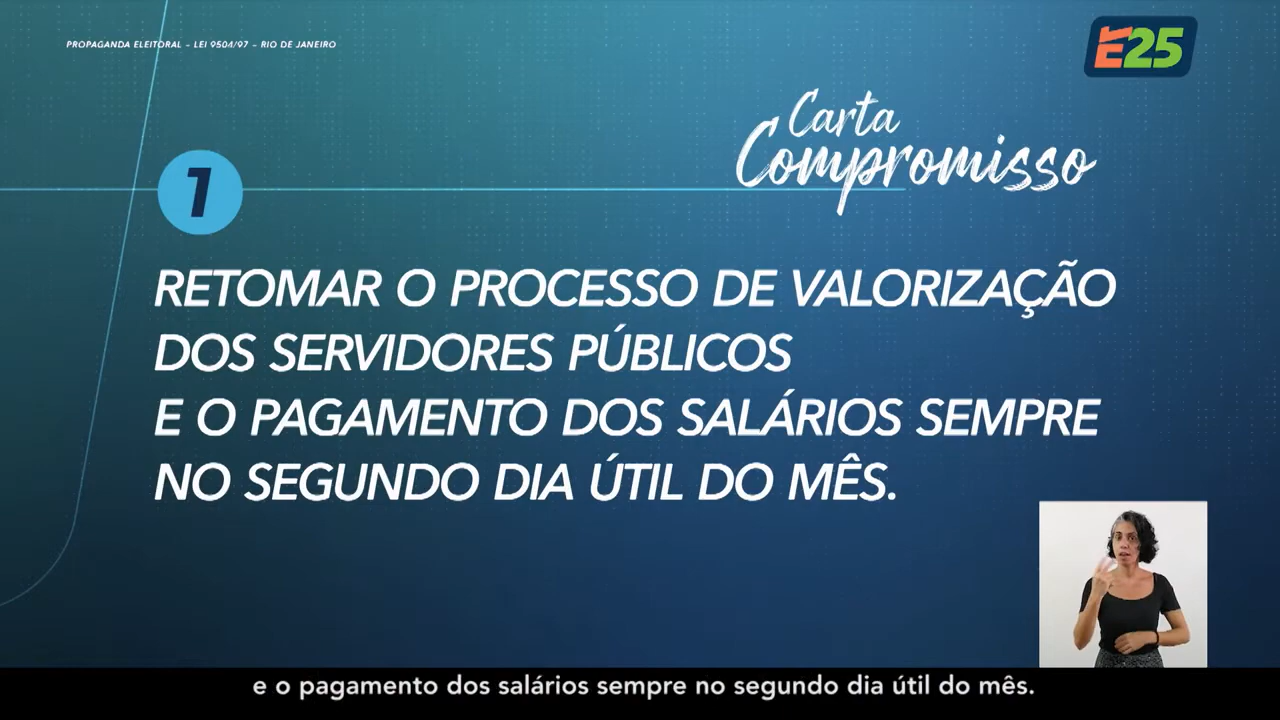 PROPAGANDA ELEITORAL – LEI 9504/97 – RIO DE JANEIRO
E25
Carta
Compromisso
1
RETOMAR O PROCESSO DE VALORIZAÇÃO
DOS SERVIDORES PÚBLICOS
E O PAGAMENTO DOS SALÁRIOS SEMPRE
NO SEGUNDO DIA ÚTIL DO MÊS.
e o pagamento dos salários sempre no segundo dia útil do mês.